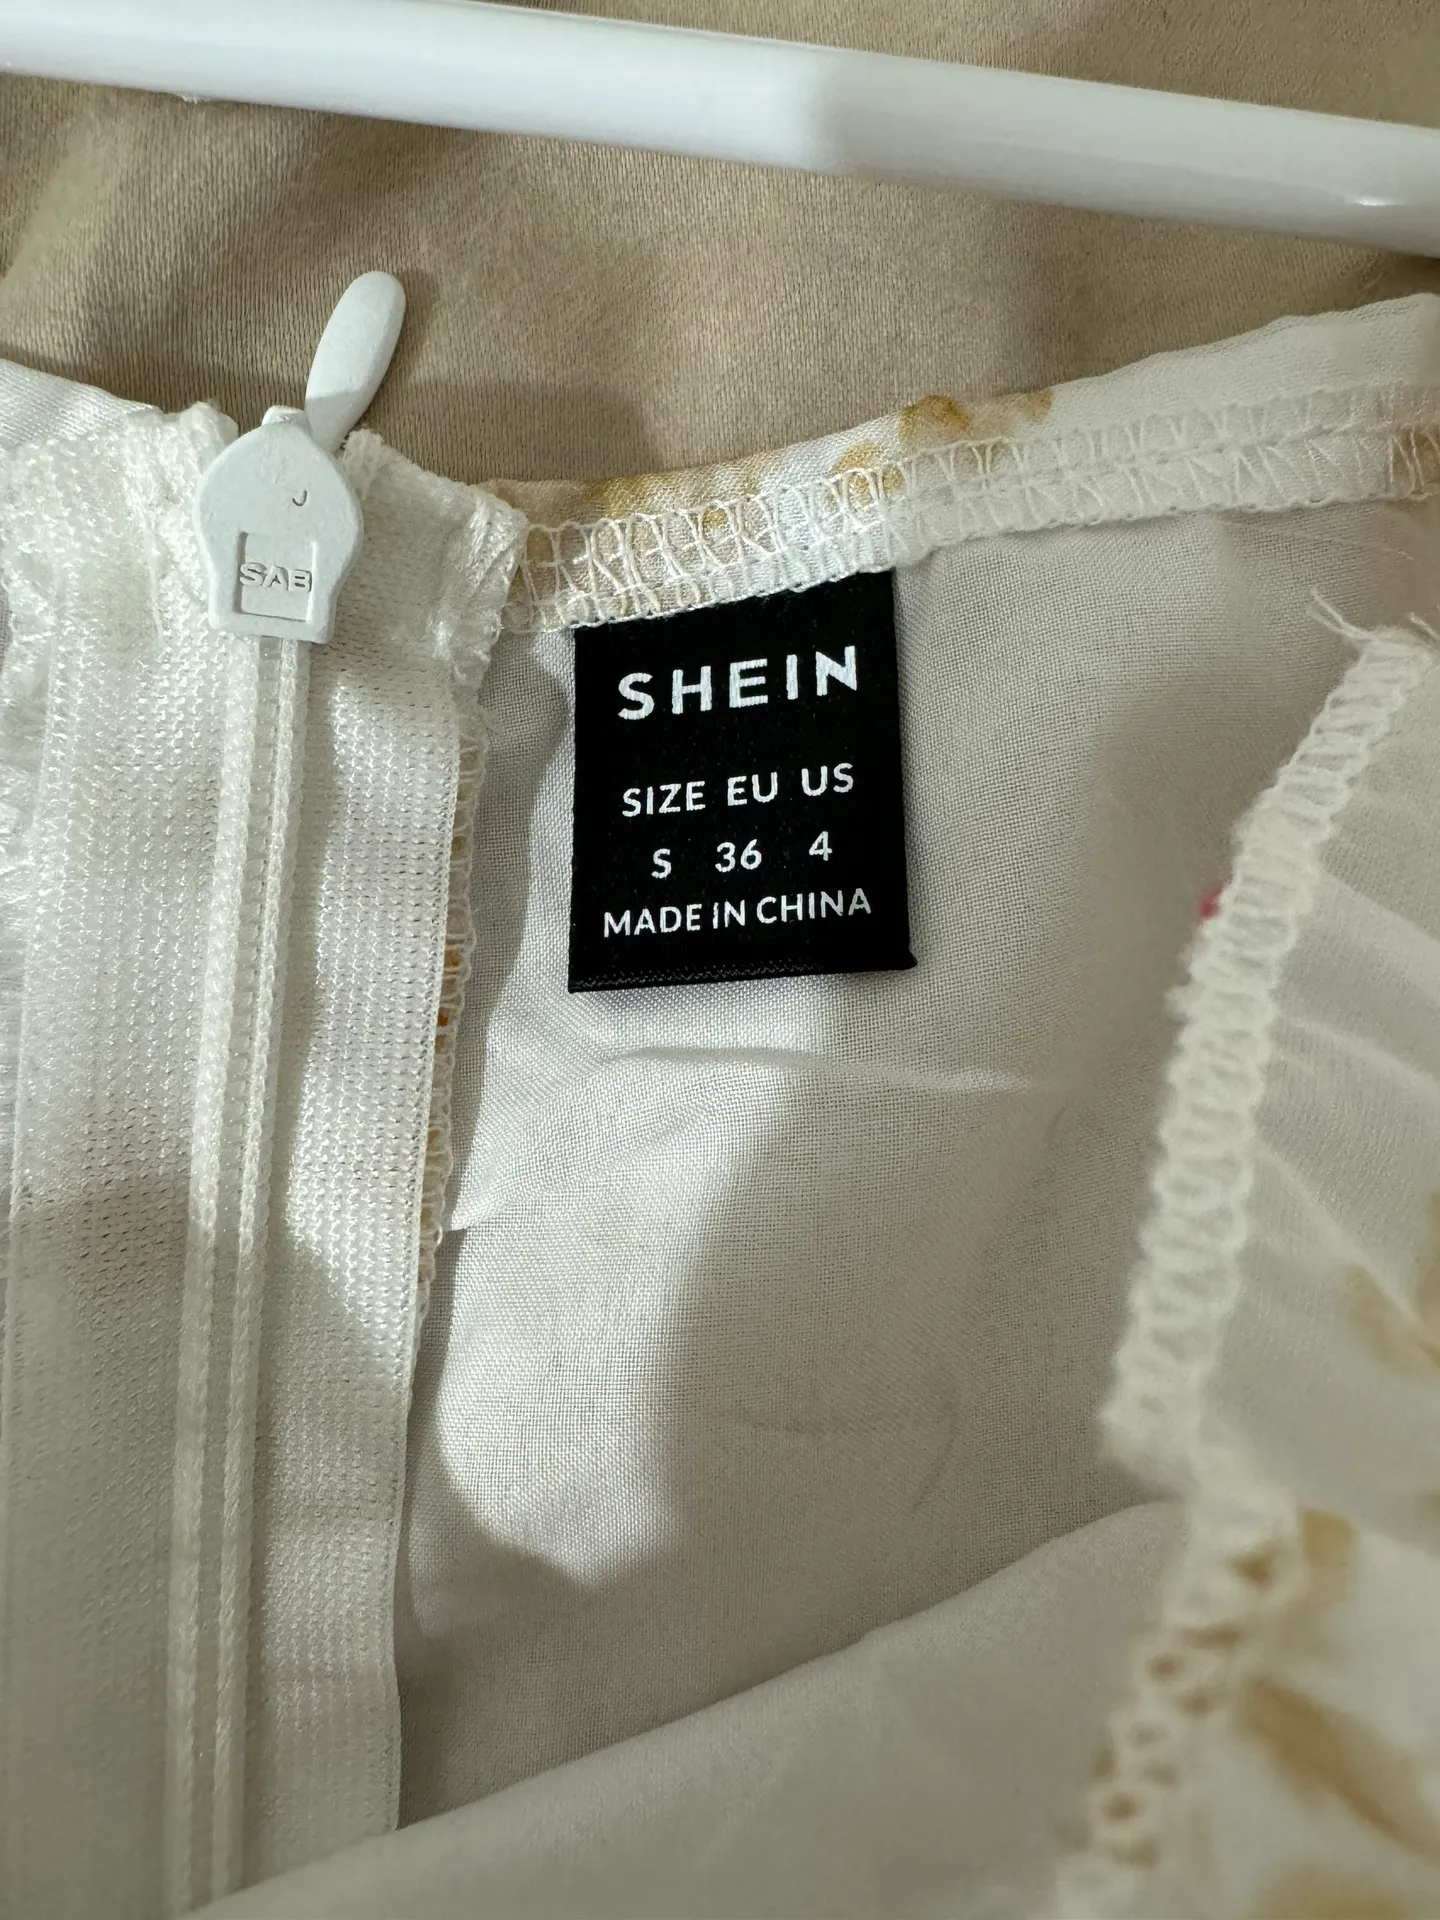 J
SAB
SHEIN
SIZE EU US
S 36 4
MADE IN CHINA